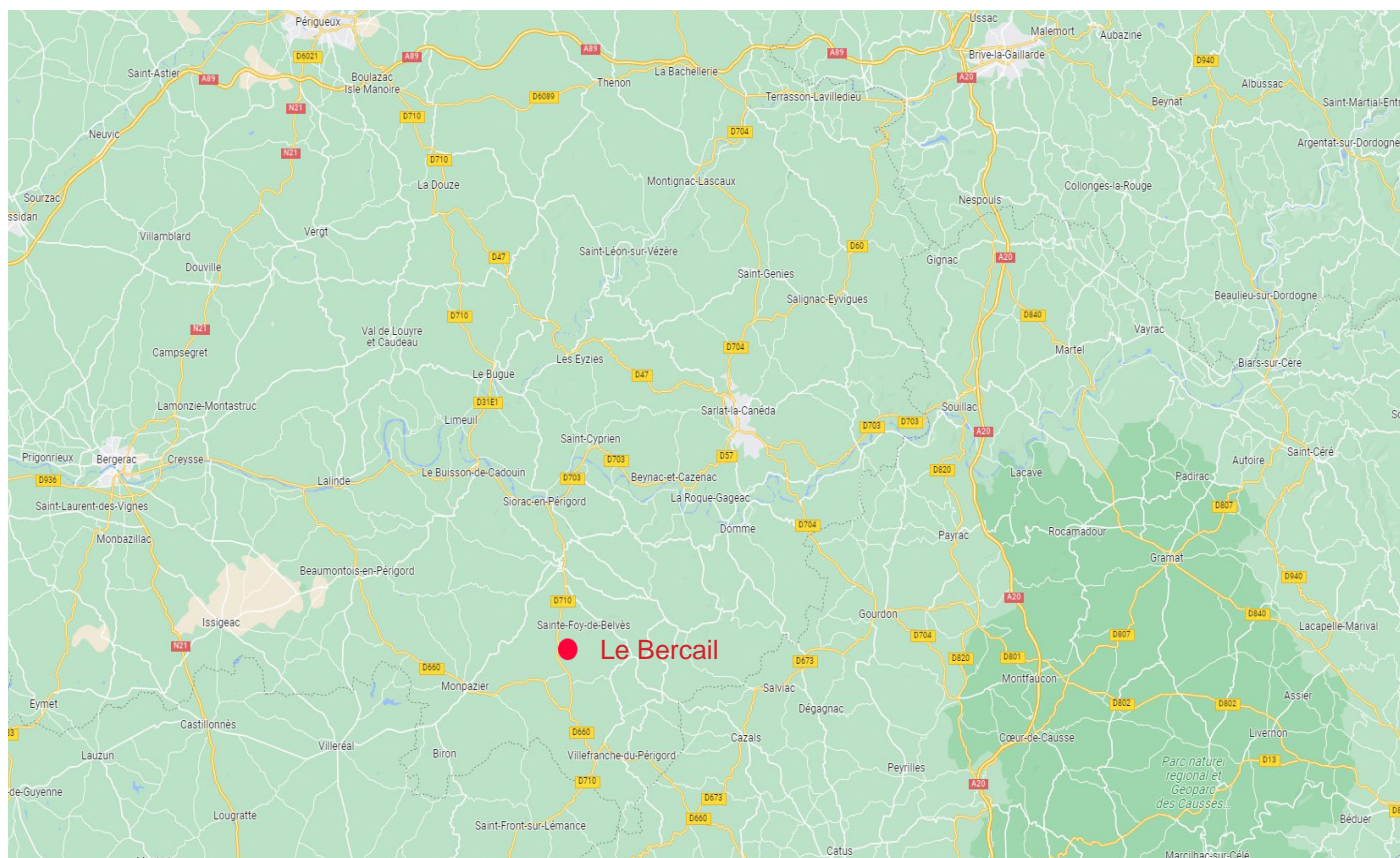 Périgueux
Ussac
Malemort
Aubazine
D6021
A89
A89
A89
Brive-la-Gaillarde
D940
Saint-Astier
A89
Boulazac
Isle Manoire
Thenon
La Bachellerie
A20
Albussac
D6089
Terrasson-Lavilledieu
Beynat
N21
D710
Neuvic
D704
Argentat-sur-Dordogne
N21
D710
La Douze
Montignac-Lascaux
Collonges-la-Rouge
Sourzac
Nespouls
Villamblard
Vergt
D47
Saint-Léon-sur-Vézère
D60
Gignac
A20
Douville
Saint-Genies
Salignac-Eyvigues
Beaulieu-sur-Dordogne
D710
D840
N21
Val de Louyre
et Caudeau
Vayrac
Campsegret
Les Eyzies
D704
Martel
Le Bugue
D47
Biars-sur-Cère
D31E1
Lamonzie-Montastruc
Limeuil
Sarlat-la-Canéda
Souillac
D703
D703
A20
Saint-Cyprien
Prigonrieux
Bergerac
Creysse
D703
D57
Autoire
Saint-Céré
D936
Lalinde
Le Buisson-de-Cadouin
D703
Beynac-et-Cazenac
D820
Lacave
Padirac
Saint-Laurent-des-Vignes
Siorac-en-Périgord
La Roque-Gageac
D807
Monbazillac
Domme
D704
Payrac
Rocamadour
Gramat
Beaumontois-en-Périgord
D940
D710
A20
Issigeac
Sainte-Foy-de-Belvès
Gourdon
D840
D704
D807
Lacapelle-Marival
N21
Le Bercail
D660
D673
D820
D801
Monpazier
Salviac
Montfaucon
Assier
Eymet
Dégagnac
D802
D802
Castillonnès
D660
Cazals
Cœur-de-Causse
Livernon
Lauzun
Villeréal
Biron
Villefranche-du-Périgord
D13
Peyrilles
Parc naturel
régional et
Géoparc
des Causses...
D710
A20
D673
Lougratte
Saint-Front-sur-Lémance
D660
Béduer
Catus
Marcilhac-sur-Célé